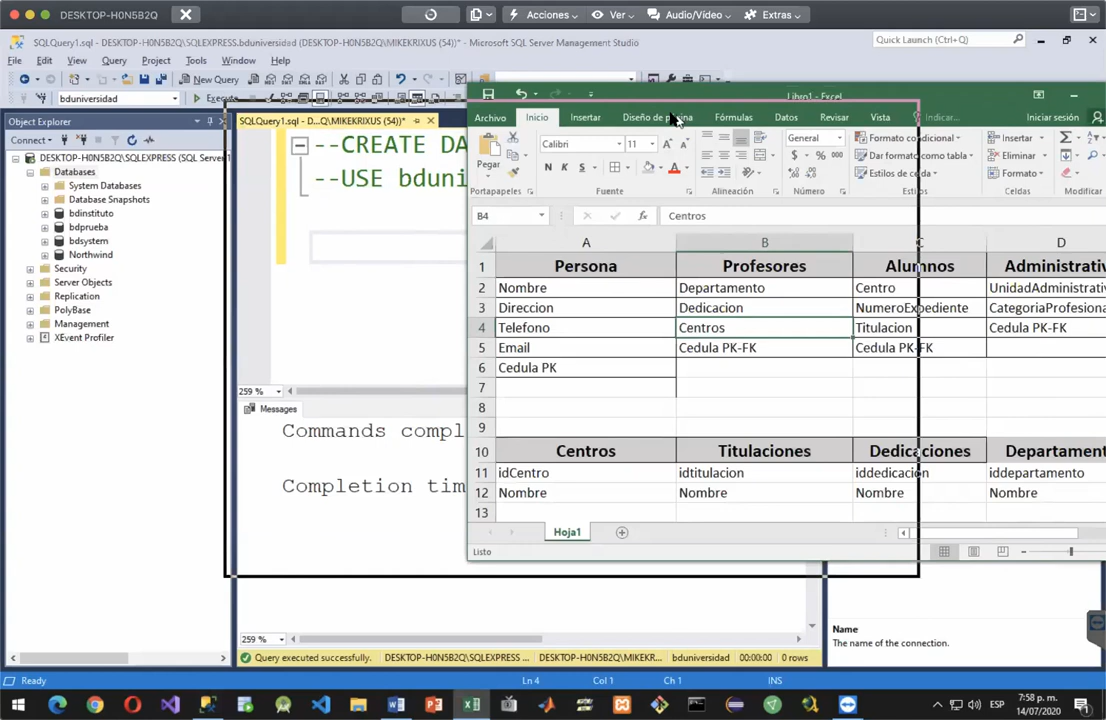 DESKTOP-H0N5B2Q
Acciones
Ver
Audio/Vídeo
Extras
SQLQuery1.sql - DESKTOP-H0N5B2Q\SQLEXPRESS.bduniversidad (DESKTOP-H0N5B2Q\MIKEKRIXUS (54))* - Microsoft SQL Server Management Studio
Quick Launch (Ctrl+Q)
File Edit View Query Project Tools Window Help
New Query
bduniversidad
Execute
Object Explorer
Connect
DESKTOP-H0N5B2Q\SQLEXPRESS (SQL Server
Databases
System Databases
Database Snapshots
bdinstituto
bdprueba
bdsystem
Northwind
Security
Server Objects
Replication
PolyBase
Management
XEvent Profiler
SQLQuery1.sql - D...Q\MIKEKRIXUS (54))*
--CREATE DA
--USE bduni
259 %
Messages
Commands compl
Completion tim
259 %
Query executed successfully.
DESKTOP-H0N5B2Q\SQLEXPRESS ...
DESKTOP-H0N5B2Q\MIKEKR...
bduniversidad
00:00:00
0 rows
Libro1 - Excel
Archivo Inicio Insertar Diseño de página Fórmulas Datos Revisar Vista Indicar... Iniciar sesión
Pegar
Portapapeles
Calibri 11
N K S
Fuente
Alineación
General
$ % 000
Número
Formato condicional
Dar formato como tabla
Estilos de celda
Estilos
Insertar
Eliminar
Formato
Celdas
Modificar
B4
fx
Centros
A B C D
1 Persona Profesores Alumnos Administrativ
2 Nombre Departamento Centro UnidadAdministrativ
3 Direccion Dedicacion NumeroExpediente CategoriaProfesiona
4 Telefono Centros Titulacion Cedula PK-FK
5 Email Cedula PK-FK Cedula PK-FK
6 Cedula PK
7
8
9
10 Centros Titulaciones Dedicaciones Departament
11 idCentro idtitulacion iddedicacion iddepartamento
12 Nombre Nombre Nombre Nombre
13
Hoja1
Listo
Name
The name of the connection.
Ready
Ln 4
Col 1
Ch 1
INS
ESP
7:58 p. m.
14/07/2020